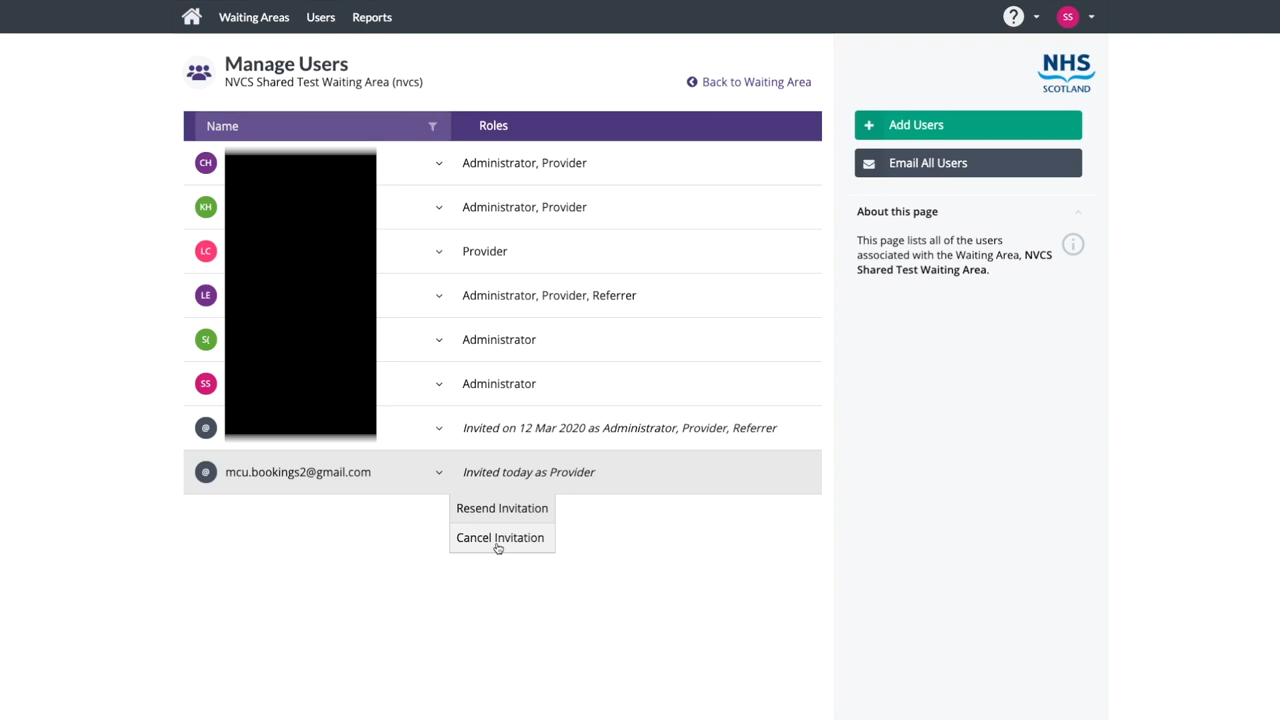 Waiting Areas Users Reports ? SS
Manage Users
NVCS Shared Test Waiting Area (nvcs)
Back to Waiting Area
NHS
SCOTLAND
Name Roles
CH Administrator, Provider
KH Administrator, Provider
LC Provider
LE Administrator, Provider, Referrer
S( Administrator
SS Administrator
@ Invited on 12 Mar 2020 as Administrator, Provider, Referrer
@ mcu.bookings2@gmail.com Invited today as Provider
Resend Invitation
Cancel Invitation
+ Add Users
Email All Users
About this page
This page lists all of the users
associated with the Waiting Area, NVCS
Shared Test Waiting Area.